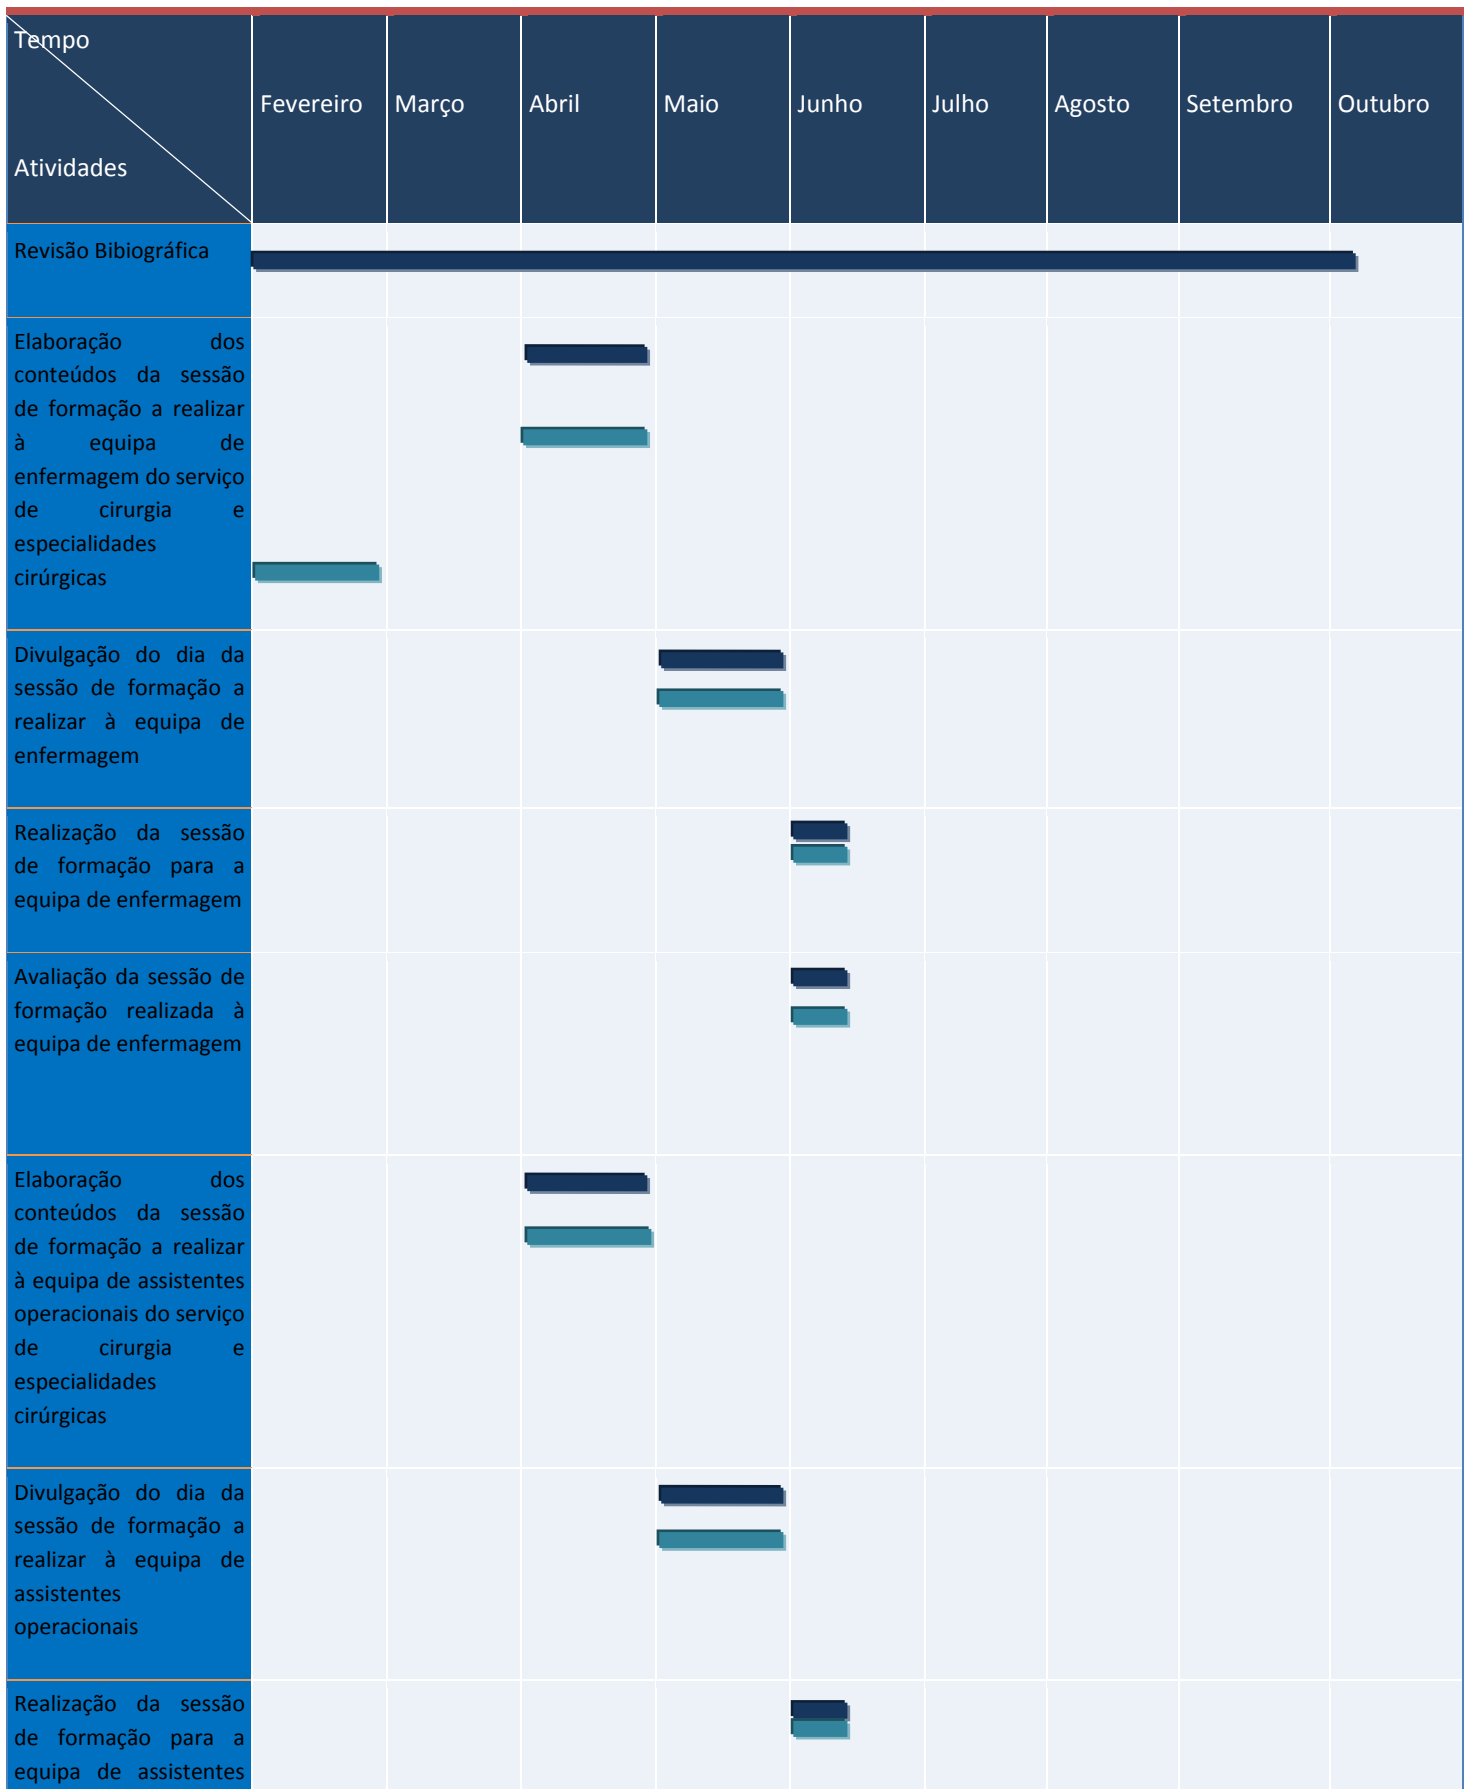 Tempo
Fevereiro Março Abril Maio Junho Julho Agosto Setembro Outubro
Atividades
Revisão Bibiográfica
Elaboração dos
conteúdos da sessão
de formação a realizar
à equipa de
enfermagem do serviço
de cirurgia e
especialidades
cirúrgicas
Divulgação do dia da
sessão de formação a
realizar à equipa de
enfermagem
Realização da sessão
de formação para a
equipa de enfermagem
Avaliação da sessão de
formação realizada à
equipa de enfermagem
Elaboração dos
conteúdos da sessão
de formação a realizar
à equipa de assistentes
operacionais do serviço
de cirurgia e
especialidades
cirúrgicas
Divulgação do dia da
sessão de formação a
realizar à equipa de
assistentes
operacionais
Realização da sessão
de formação para a
equipa de assistentes